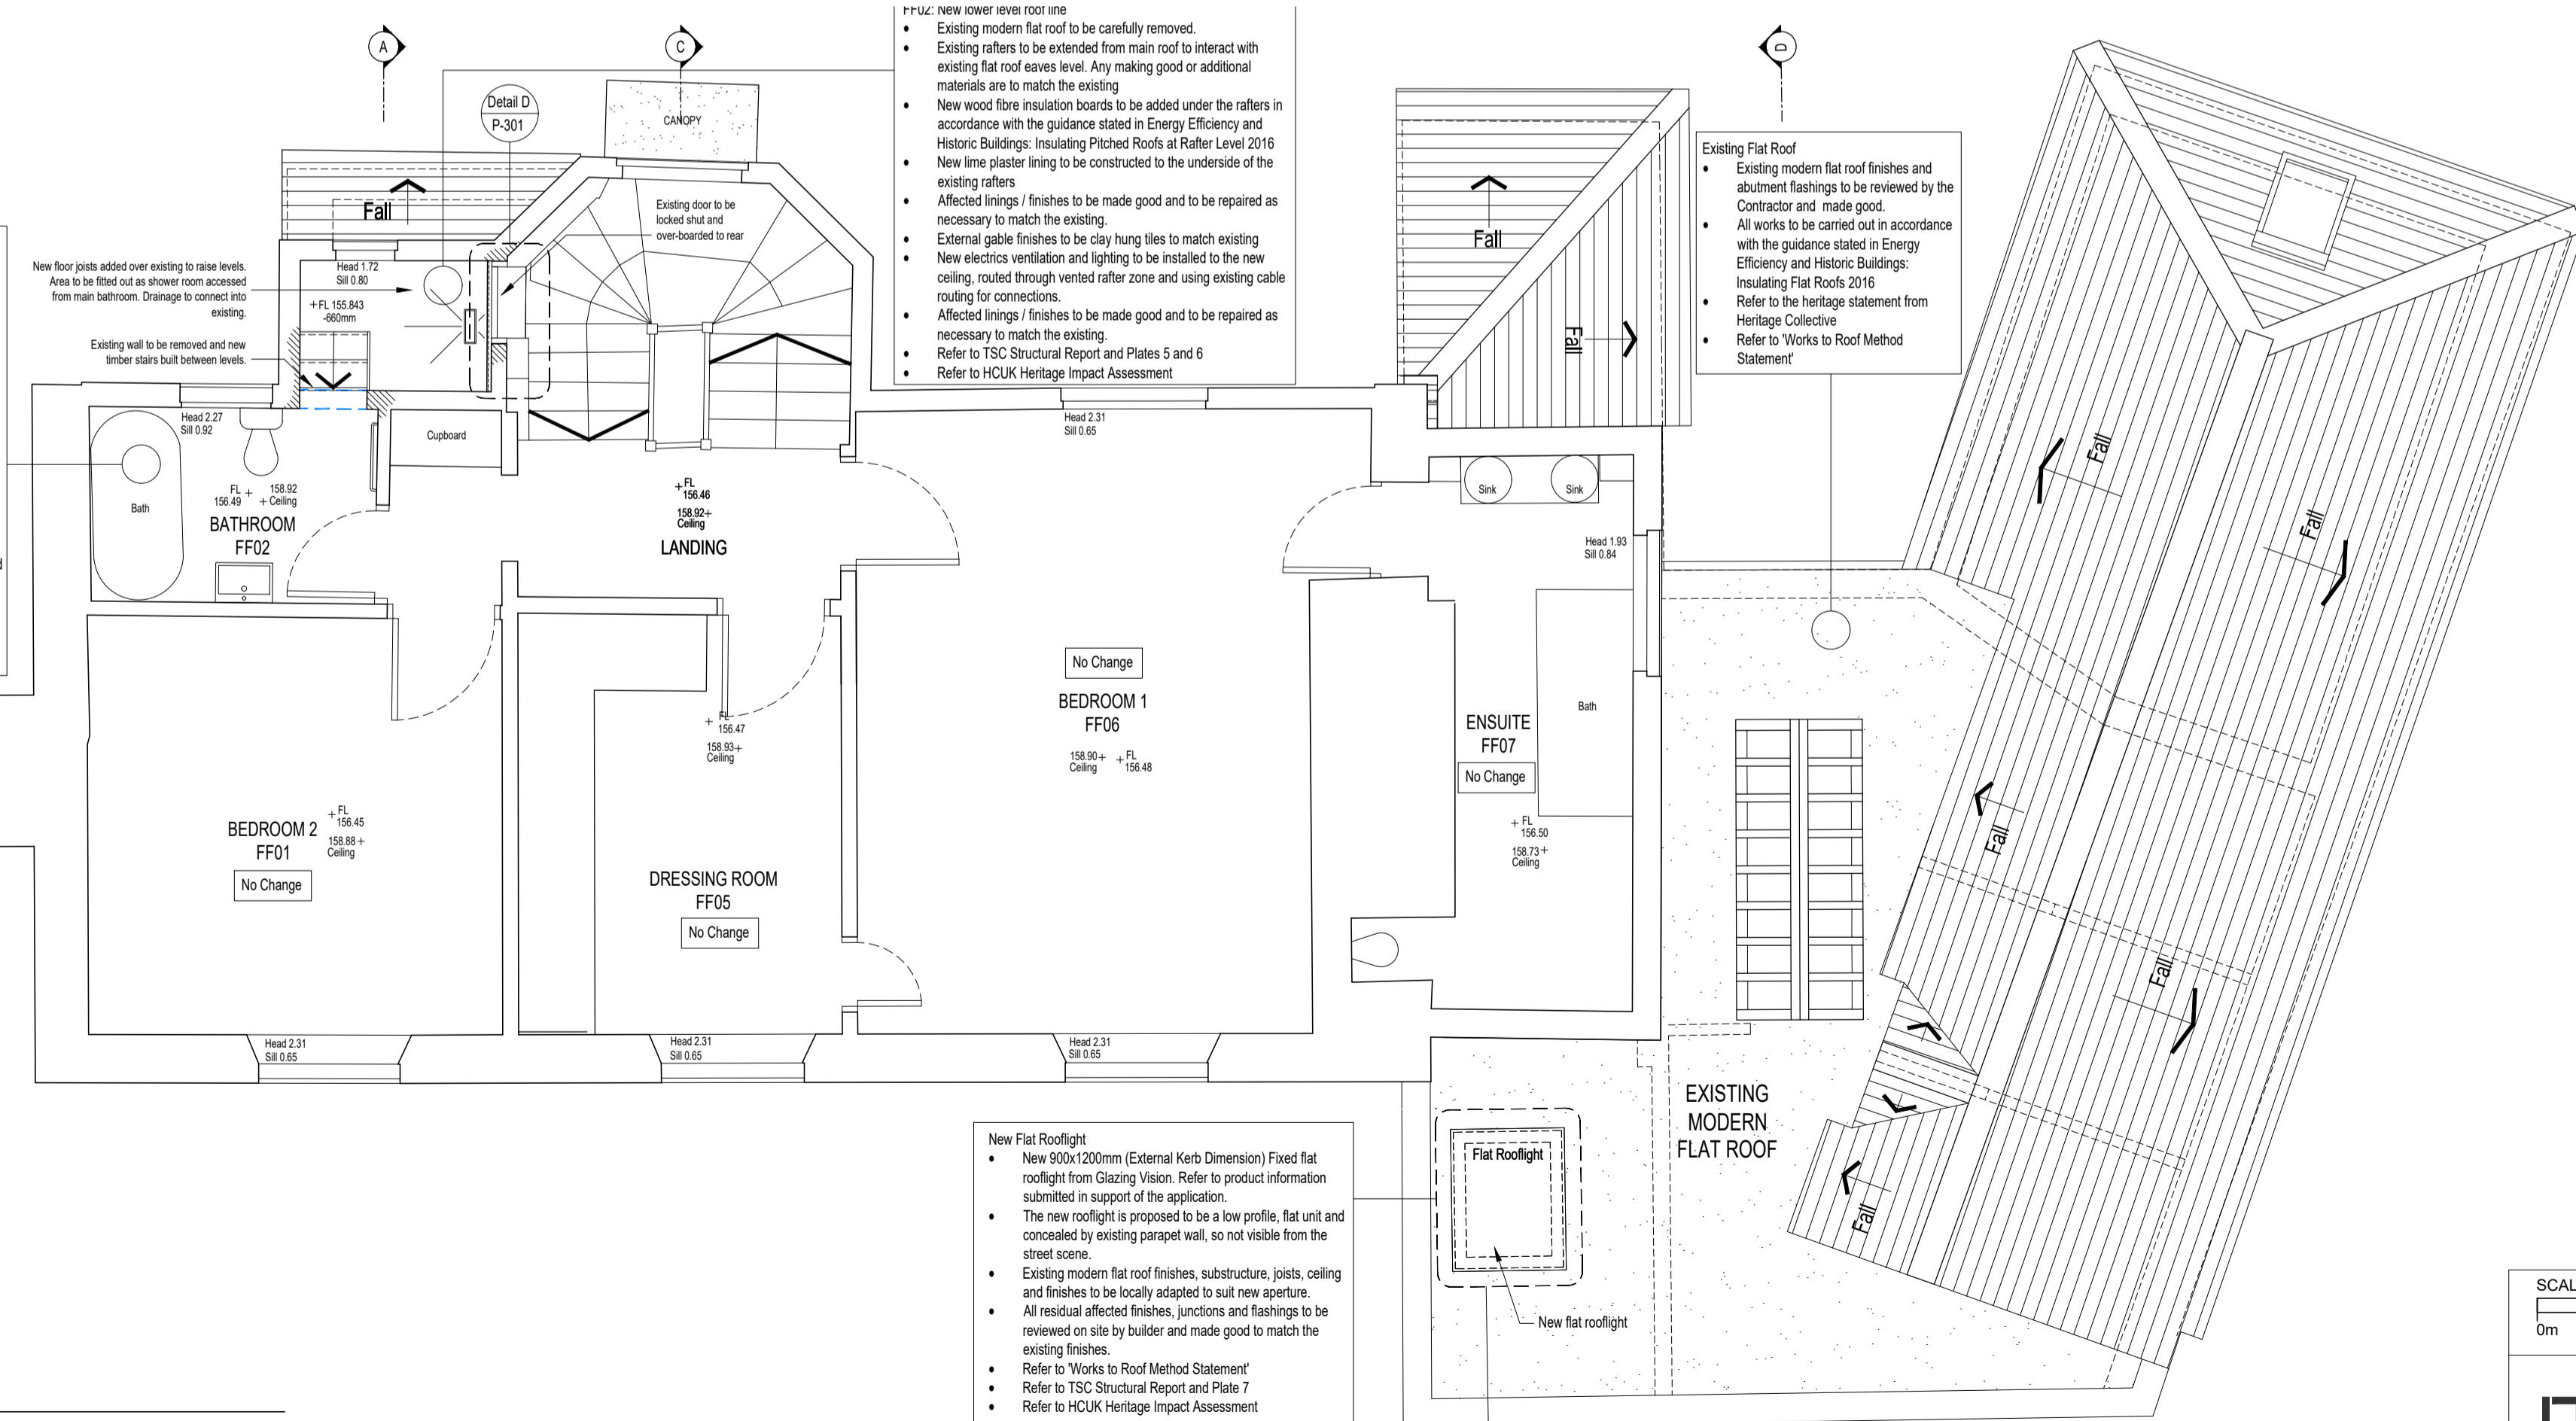 FF02: New lower level roof line
• Existing modern flat roof to be carefully removed.
• Existing rafters to be extended from main roof to interact with
existing flat roof eaves level. Any making good or additional
materials are to match the existing
• New wood fibre insulation boards to be added under the rafters in
accordance with the guidance stated in Energy Efficiency and
Historic Buildings: Insulating Pitched Roofs at Rafter Level 2016
• New lime plaster lining to be constructed to the underside of the
existing rafters
• Affected linings / finishes to be made good and to be repaired as
necessary to match the existing.
• External gable finishes to be clay hung tiles to match existing
• New electrics ventilation and lighting to be installed to the new
ceiling, routed through vented rafter zone and using existing cable
routing for connections.
• Affected linings / finishes to be made good and to be repaired as
necessary to match the existing.
• Refer to TSC Structural Report and Plates 5 and 6
• Refer to HCUK Heritage Impact Assessment
A
C
D
Detail D
P-301
CANOPY
Fall
Existing door to be
locked shut and
over-boarded to rear
New floor joists added over existing to raise levels.
Area to be fitted out as shower room accessed
from main bathroom. Drainage to connect into
existing.
Existing wall to be removed and new
timber stairs built between levels.
Head 1.72
Sill 0.80
+FL 155.843
-660mm
Fall
Fall
Existing Flat Roof
• Existing modern flat roof finishes and
abutment flashings to be reviewed by the
Contractor and made good.
• All works to be carried out in accordance
with the guidance stated in Energy
Efficiency and Historic Buildings:
Insulating Flat Roofs 2016
• Refer to the heritage statement from
Heritage Collective
• Refer to 'Works to Roof Method
Statement'
Head 2.27
Sill 0.92
Cupboard
Bath
FL
156.49 +
158.92
+ Ceiling
BATHROOM
FF02
+FL
156.46
158.92+
Ceiling
LANDING
Head 2.31
Sill 0.65
Sink
Sink
Head 1.93
Sill 0.84
Fall
Fall
No Change
BEDROOM 1
FF06
158.90+
Ceiling
+FL
156.48
+ FL
156.47
158.93+
Ceiling
ENSUITE
FF07
No Change
Bath
+ FL
156.50
158.73+
Ceiling
BEDROOM 2
FF01
No Change
+FL
156.45
158.88+
Ceiling
DRESSING ROOM
FF05
No Change
Fall
Fall
Head 2.31
Sill 0.65
Head 2.31
Sill 0.65
Head 2.31
Sill 0.65
EXISTING
MODERN
FLAT ROOF
Fall
New Flat Rooflight
• New 900x1200mm (External Kerb Dimension) Fixed flat
rooflight from Glazing Vision. Refer to product information
submitted in support of the application.
• The new rooflight is proposed to be a low profile, flat unit and
concealed by existing parapet wall, so not visible from the
street scene.
• Existing modern flat roof finishes, substructure, joists, ceiling
and finishes to be locally adapted to suit new aperture.
• All residual affected finishes, junctions and flashings to be
reviewed on site by builder and made good to match the
existing finishes.
• Refer to 'Works to Roof Method Statement'
• Refer to TSC Structural Report and Plate 7
• Refer to HCUK Heritage Impact Assessment
Flat Rooflight
New flat rooflight
SCAL
0m